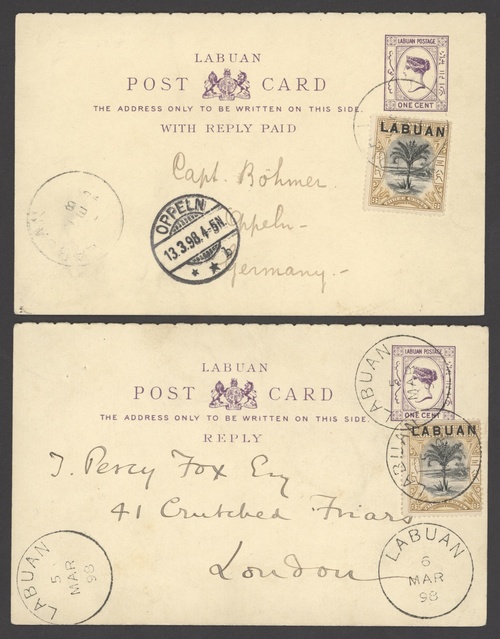 LABUAN
POST CARD
THE ADDRESS ONLY TO BE WRITTEN ON THIS SIDE.
WITH REPLY PAID
LABUAN POSTAGE
ONE CENT
LABUAN
Capt. Böhmer.
Oppeln-
Germany.-
OPPELN
13.3.98.4-5N.
* * b
LABUAN
POST CARD
THE ADDRESS ONLY TO BE WRITTEN ON THIS SIDE.
REPLY
LABUAN POSTAGE
ONE CENT
LABUAN
MAR
LABUAN
LABUAN
J. Percy Fox Esq
41 Crutched Friars
London
LABUAN
5
MAR
98
LABUAN
6
MAR
98